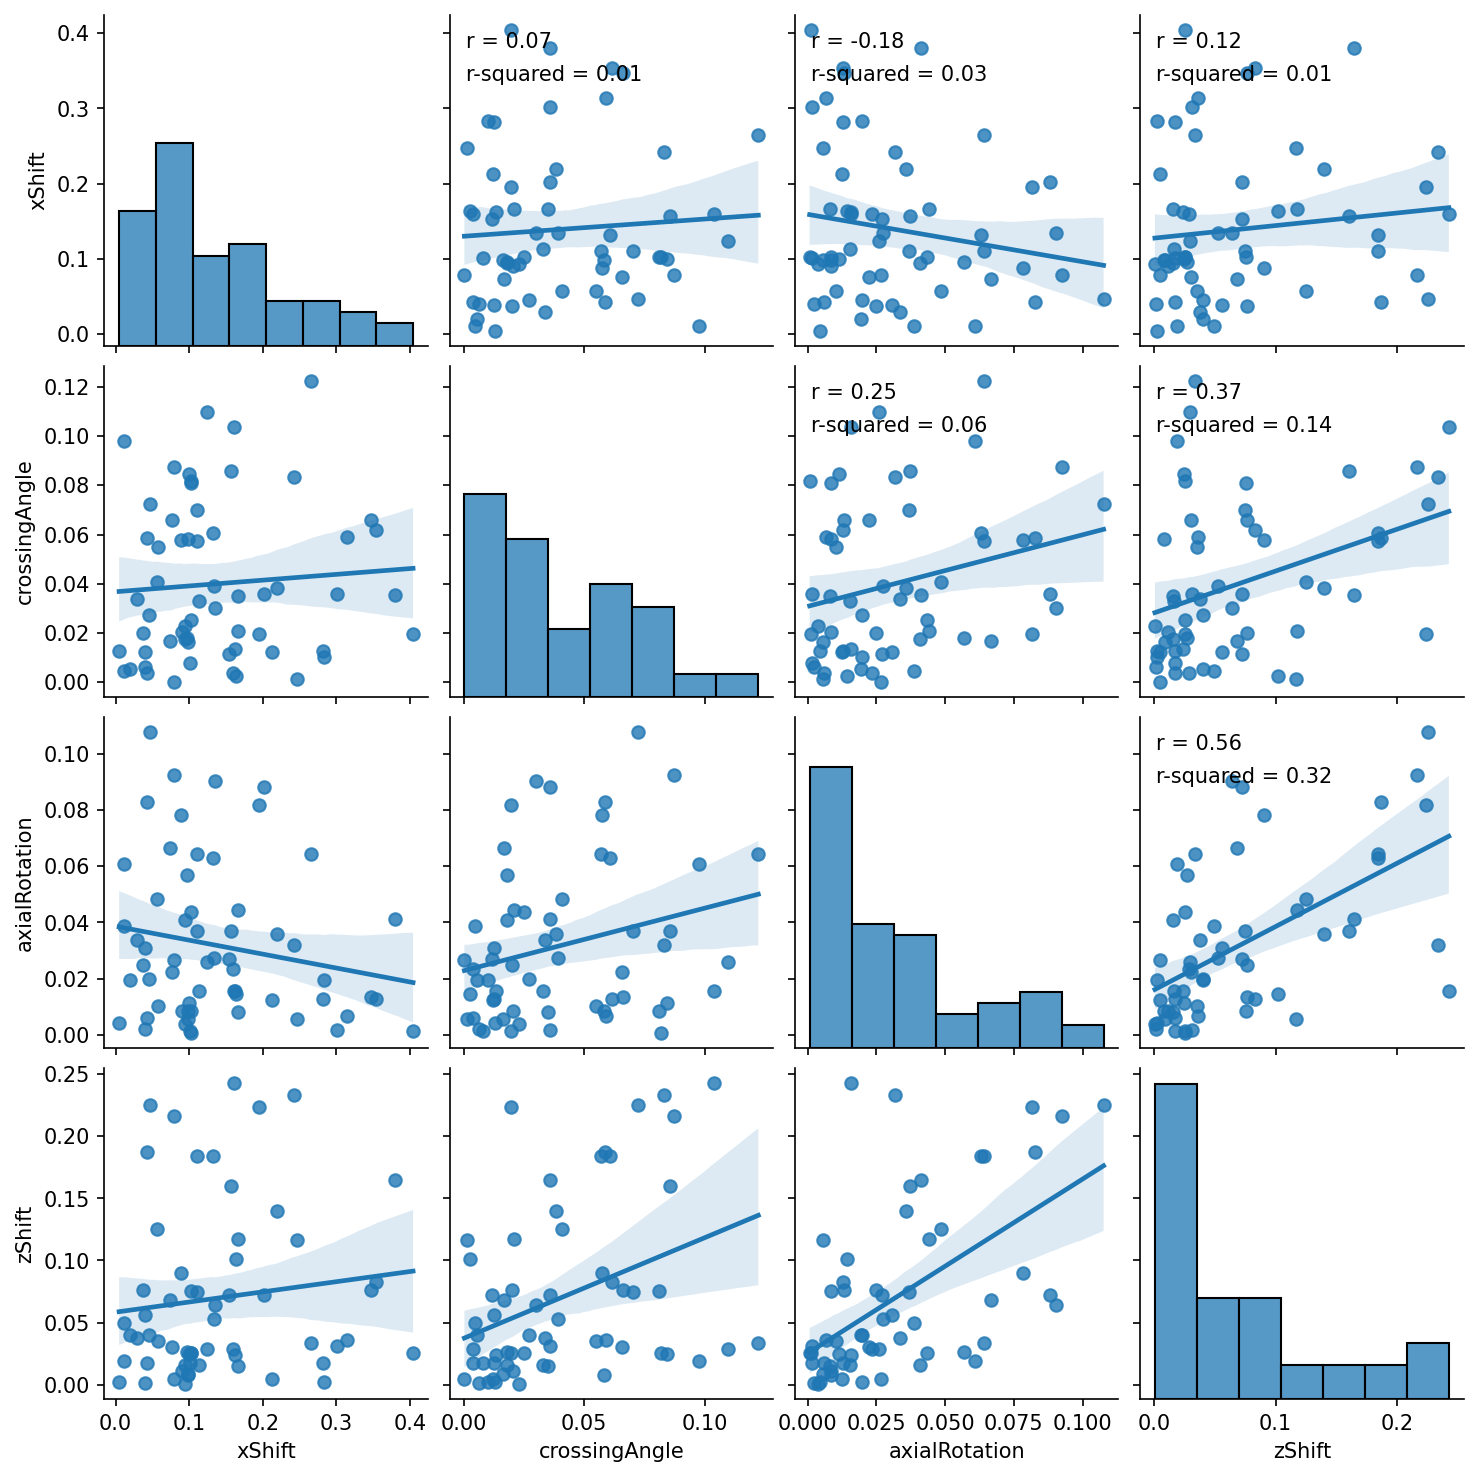 0.4
r = 0.07
r = -0.18
r = 0.12
r-squared = 0.01
r-squared = 0.03
r-squared = 0.01
0.3
xShift
0.2
0.1
0.0
0.12
r = 0.25
r = 0.37
r-squared = 0.06
r-squared = 0.14
0.10
crossingAngle
0.08
0.06
0.04
0.02
0.00
r = 0.56
0.10
r-squared = 0.32
axialRotation
0.08
0.06
0.04
0.02
0.00
0.25
zShift
0.20
0.15
0.10
0.05
0.00
0.0 0.1 0.2 0.3 0.4
0.00 0.05 0.10
0.000 0.025 0.050 0.075 0.100
0.0 0.1 0.2
xShift
crossingAngle
axialRotation
zShift